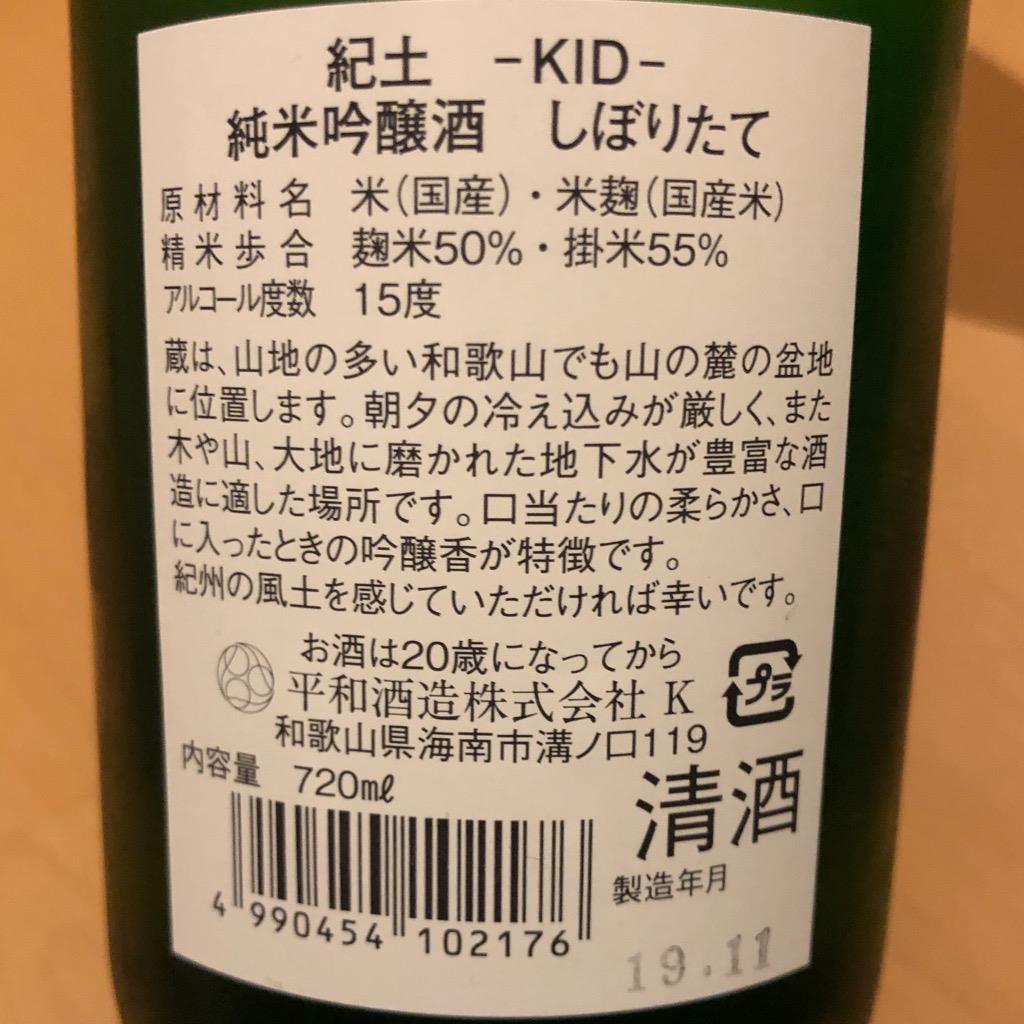 紀土　-KID-
純米吟醸酒　しぼりたて
原材料名　米(国産)・米麹(国産米)
精米歩合　麹米50%・掛米55%
アルコール度数　15度
蔵は、山地の多い和歌山でも山の麓の盆地
に位置します。朝夕の冷え込みが厳しく、また
木や山、大地に磨かれた地下水が豊富な酒
造に適した場所です。口当たりの柔らかさ、口
に入ったときの吟醸香が特徴です。
紀州の風土を感じていただければ幸いです。
お酒は20歳になってから
平和酒造株式会社 K
プラ
和歌山県海南市溝ノ口119
内容量　720mℓ
清酒
製造年月
4 990454 102176
19.11